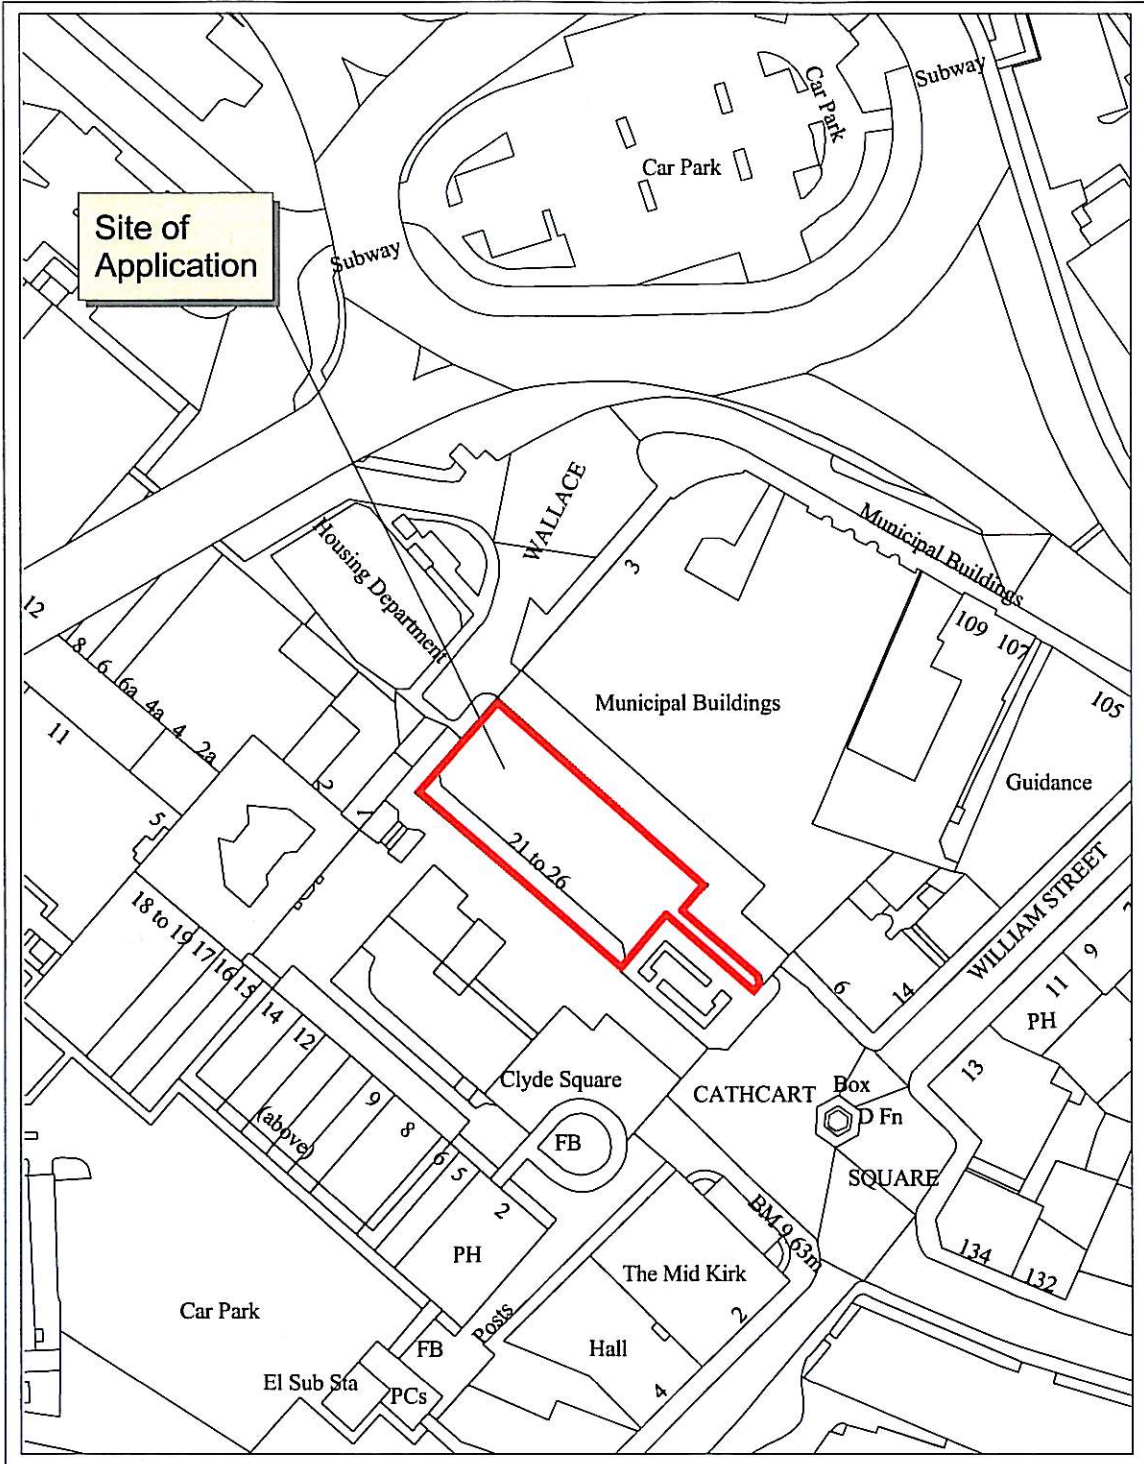 Subway
Car Park
Car Park
Site of
Application
Subway
WALLACE
Municipal Buildings
Housing Department
3
12
8
6
6a
4a
4
2a
11
109
107
105
Municipal Buildings
Guidance
2
1
5
21 to 26
WILLIAM STREET
18 to 19
17
16
15
14
12
9
8
6
5
2
(above)
6
14
9
11
PH
13
7
Clyde Square
CATHCART
Box
D Fn
FB
SQUARE
BM 9.63m
134
132
PH
The Mid Kirk
2
Car Park
Posts
Hall
FB
El Sub Sta
PCs
4